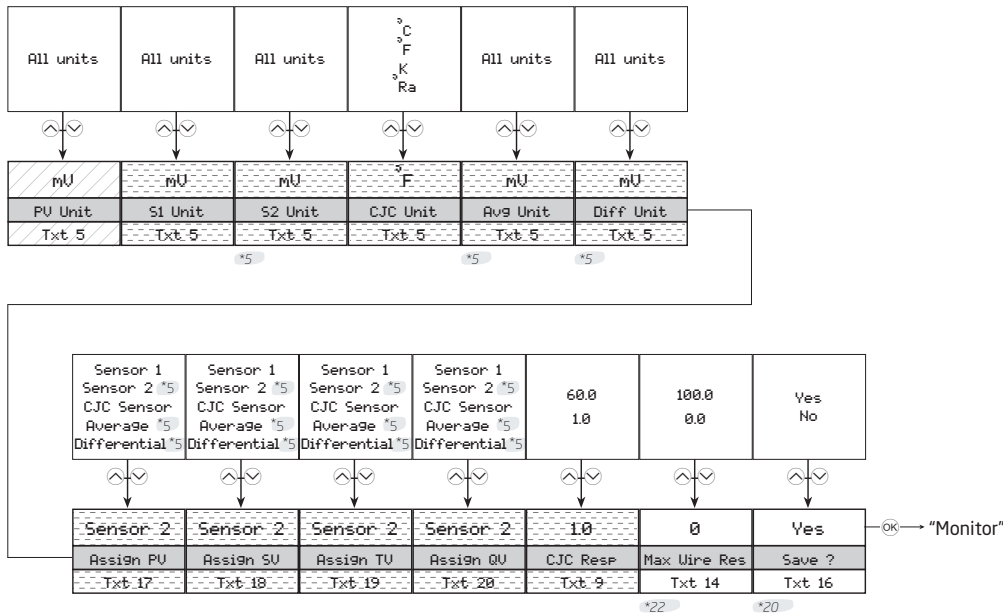 All units All units All units °C °F K °Ra All units All units
mV mV mV °F mV mV
PV Unit S1 Unit S2 Unit CJC Unit Avg Unit Diff Unit
Txt 5 Txt 5 Txt 5 Txt 5 Txt 5 Txt 5
*5 *5 *5
Sensor 1 Sensor 1 Sensor 1 Sensor 1
Sensor 2 *5 Sensor 2 *5 Sensor 2 *5 Sensor 2 *5 60.0 100.0 Yes
CJC Sensor CJC Sensor CJC Sensor CJC Sensor
Average *5 Average *5 Average *5 Average *5 1.0 0.0 No
Differential *5 Differential *5 Differential *5 Differential *5
Sensor 2 Sensor 2 Sensor 2 Sensor 2 1.0 0 Yes OK "Monitor"
Assign PV Assign SV Assign TV Assign QV CJC Resp Max Wire Res Save ?
Txt 17 Txt 18 Txt 19 Txt 20 Txt 9 Txt 14 Txt 16
*22 *20